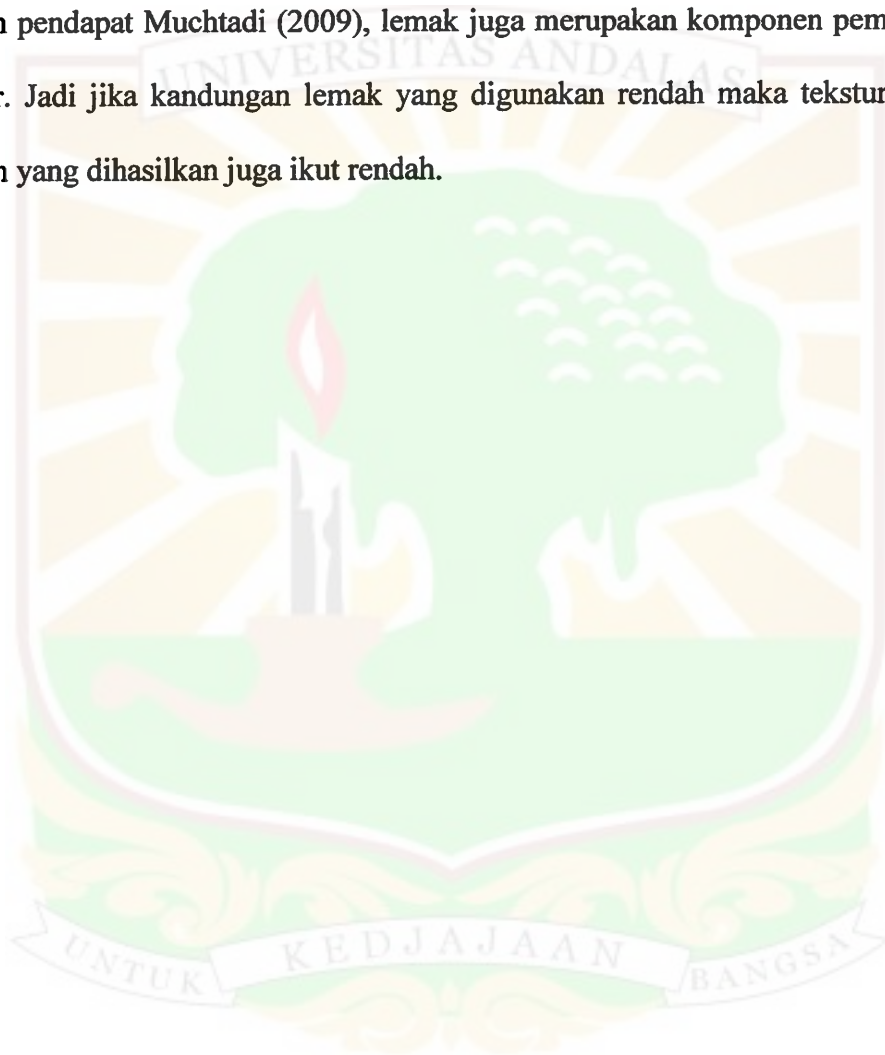 pendapat Muchtadi (2009), lemak juga merupakan komponen pem
UNIVERSITAS ANDALAS
r. Jadi jika kandungan lemak yang digunakan rendah maka tekstur
yang dihasilkan juga ikut rendah.
UNTUK KEDJAJAAN BANGSA